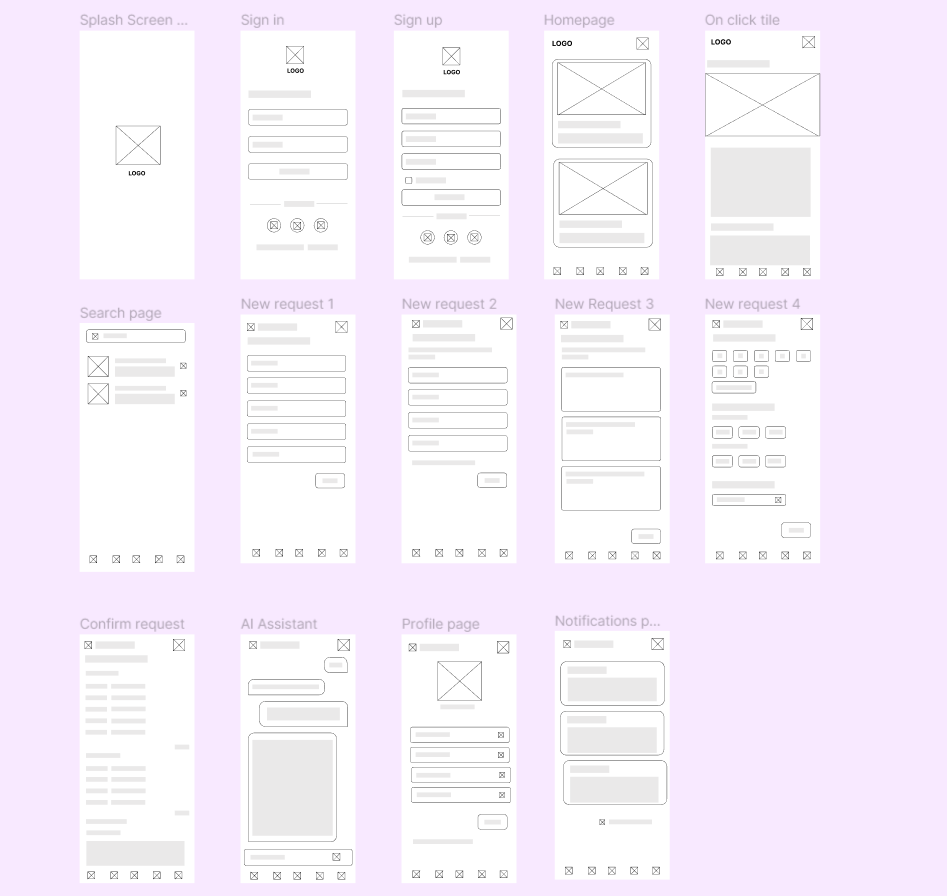 Splash Screen ...
Sign in
Sign up
Homepage
On click tile
LOGO
LOGO
LOGO
LOGO
LOGO
Search page
New request 1
New request 2
New Request 3
New request 4
Confirm request
AI Assistant
Profile page
Notifications p...